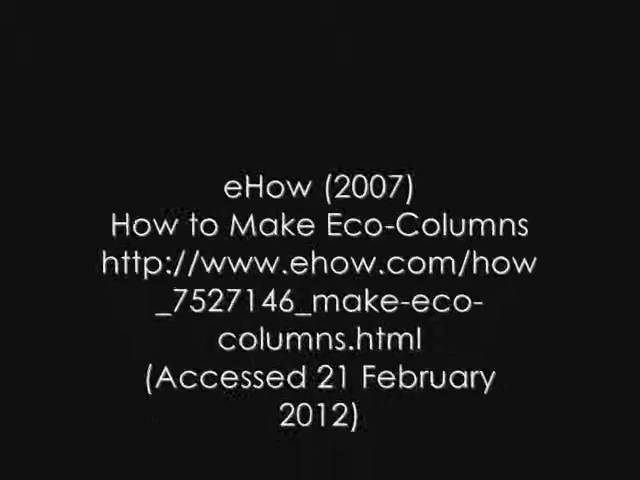 eHow (2007)
How to Make Eco-Columns
http://www.ehow.com/how
_7527146_make-eco-
columns.html
(Accessed 21 February
2012)